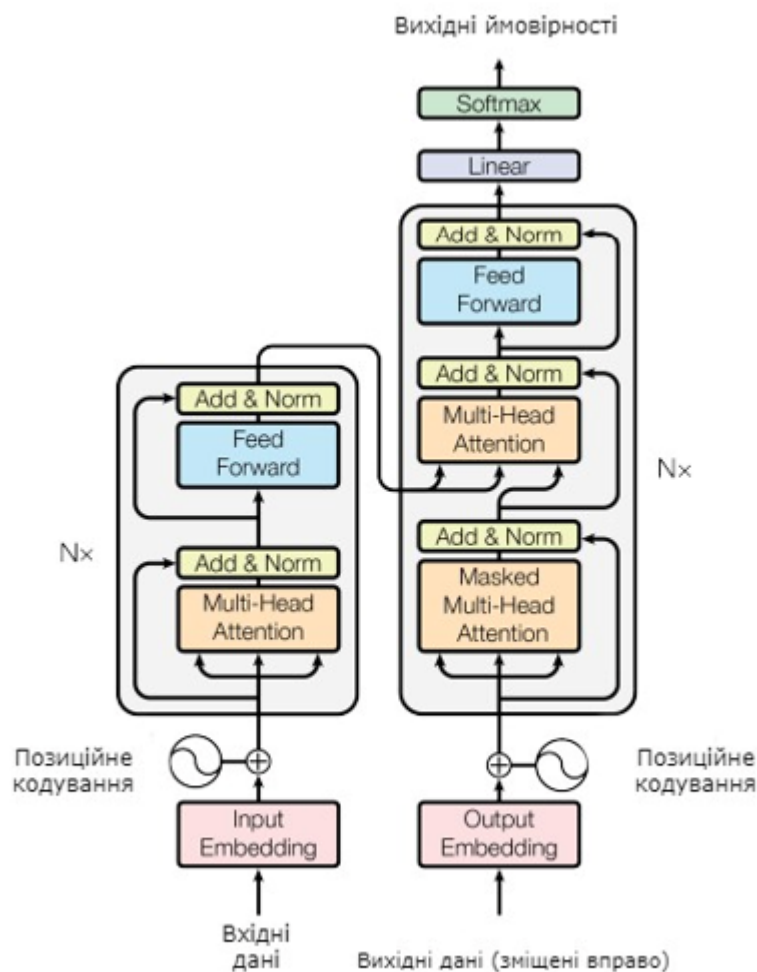 Вихідні ймовірності
Softmax
Linear
Add & Norm
Feed
Forward
Add & Norm
Multi-Head
Attention
Nx
Add & Norm
Masked
Multi-Head
Attention
Add & Norm
Feed
Forward
Nx
Add & Norm
Multi-Head
Attention
Позиційне
кодування
Позиційне
кодування
Input
Embedding
Output
Embedding
Вхідні
дані
Вихідні дані (зміщені вправо)